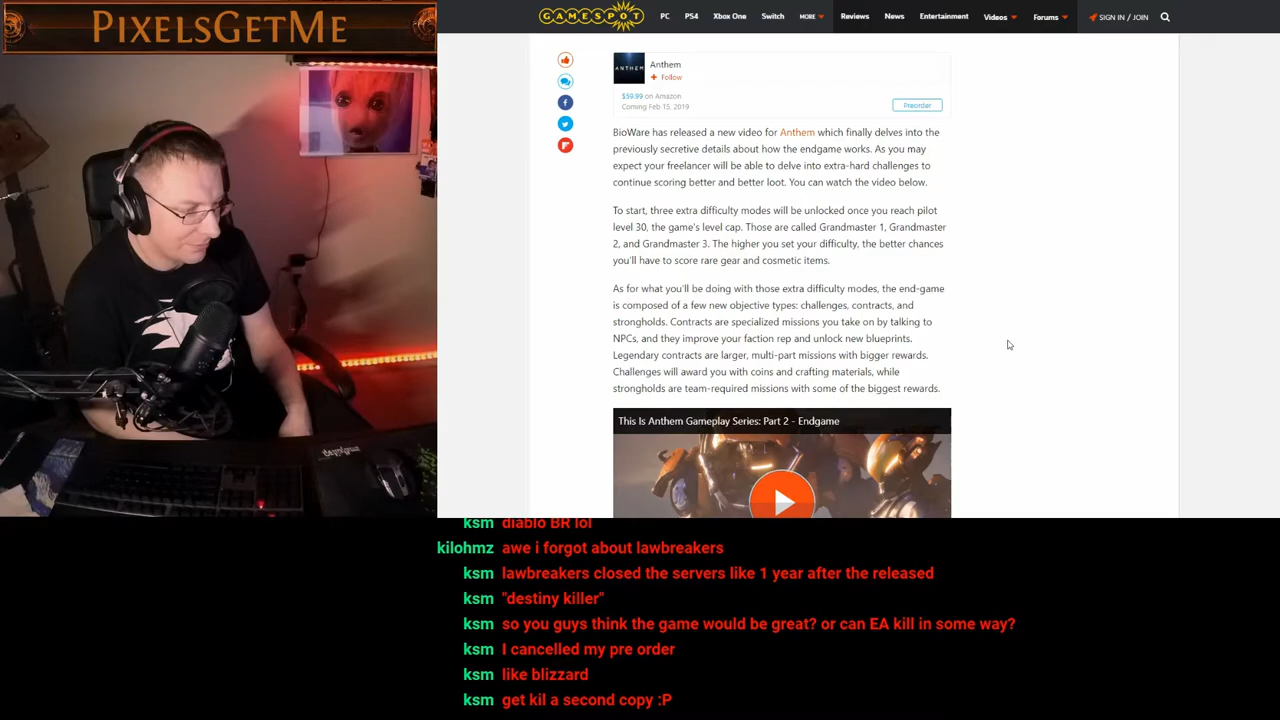 PIXELSGETME
GAMESPOT
PC PS4 Xbox One Switch MORE Reviews News Entertainment Videos Forums SIGN IN / JOIN
ANTHEM
Anthem
+ Follow
$59.99 on Amazon
Coming Feb 15, 2019
Preorder
BioWare has released a new video for Anthem which finally delves into the
previously secretive details about how the endgame works. As you may
expect your freelancer will be able to delve into extra-hard challenges to
continue scoring better and better loot. You can watch the video below.
To start, three extra difficulty modes will be unlocked once you reach pilot
level 30, the game's level cap. Those are called Grandmaster 1, Grandmaster
2, and Grandmaster 3. The higher you set your difficulty, the better chances
you'll have to score rare gear and cosmetic items.
As for what you'll be doing with those extra difficulty modes, the end-game
is composed of a few new objective types: challenges, contracts, and
strongholds. Contracts are specialized missions you take on by talking to
NPCs, and they improve your faction rep and unlock new blueprints.
Legendary contracts are larger, multi-part missions with bigger rewards.
Challenges will award you with coins and crafting materials, while
strongholds are team-required missions with some of the biggest rewards.
This Is Anthem Gameplay Series: Part 2 - Endgame
ksm diablo BR lol
kilohmz awe i forgot about lawbreakers
ksm lawbreakers closed the servers like 1 year after the released
ksm "destiny killer"
ksm so you guys think the game would be great? or can EA kill in some way?
ksm I cancelled my pre order
ksm like blizzard
ksm get kil a second copy :P